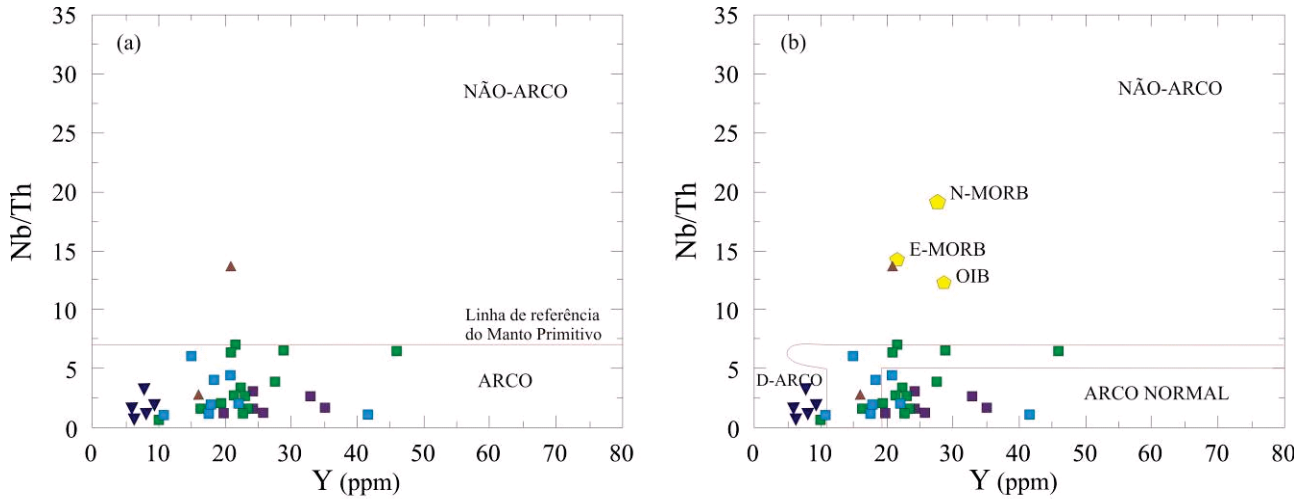 (a)
NÃO-ARCO
Linha de referência
do Manto Primitivo
ARCO
Nb/Th
35
30
25
20
15
10
5
0
0 10 20 30 40 50 60 70 80
Y (ppm)
(b)
NÃO-ARCO
N-MORB
E-MORB
OIB
D-ARCO
ARCO NORMAL
Nb/Th
35
30
25
20
15
10
5
0
0 10 20 30 40 50 60 70 80
Y (ppm)